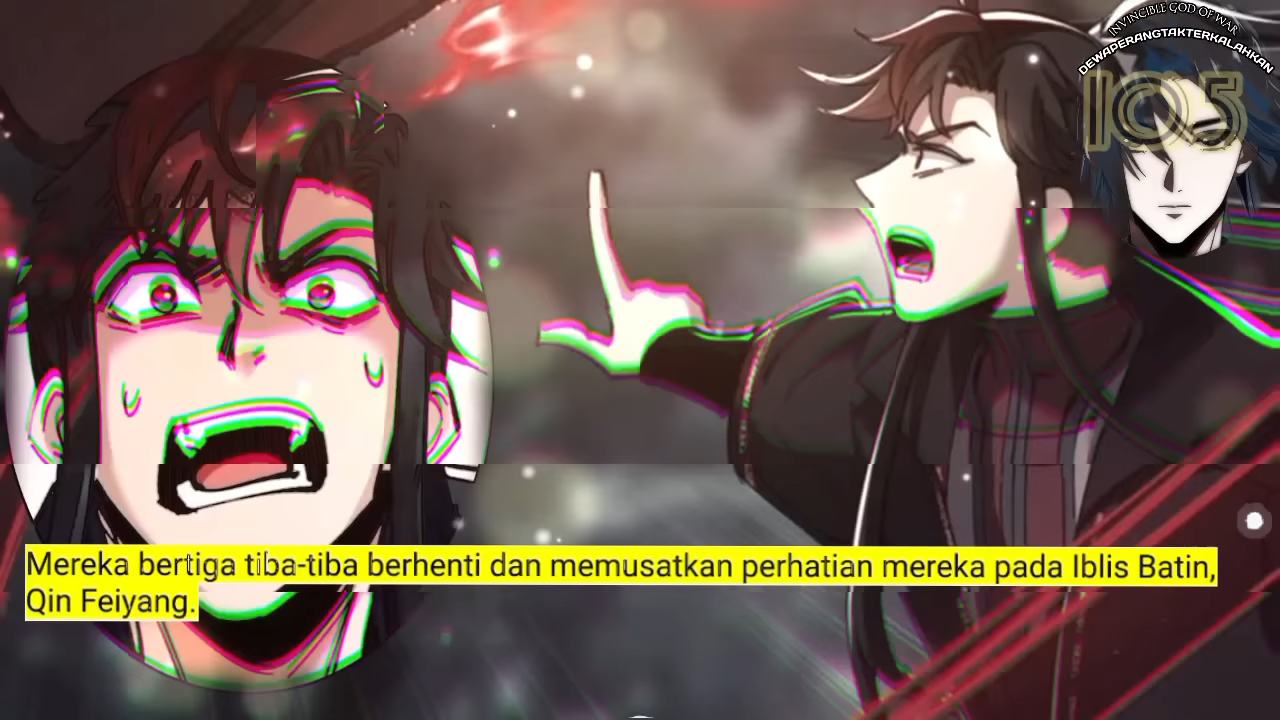 INVINCIBLE GOD OF WAR
DEWAPERANGTAKTERKALAHKAN
105
Mereka bertiga tiba-tiba berhenti dan memusatkan perhatian mereka pada Iblis Batin,
Qin Feiyang.